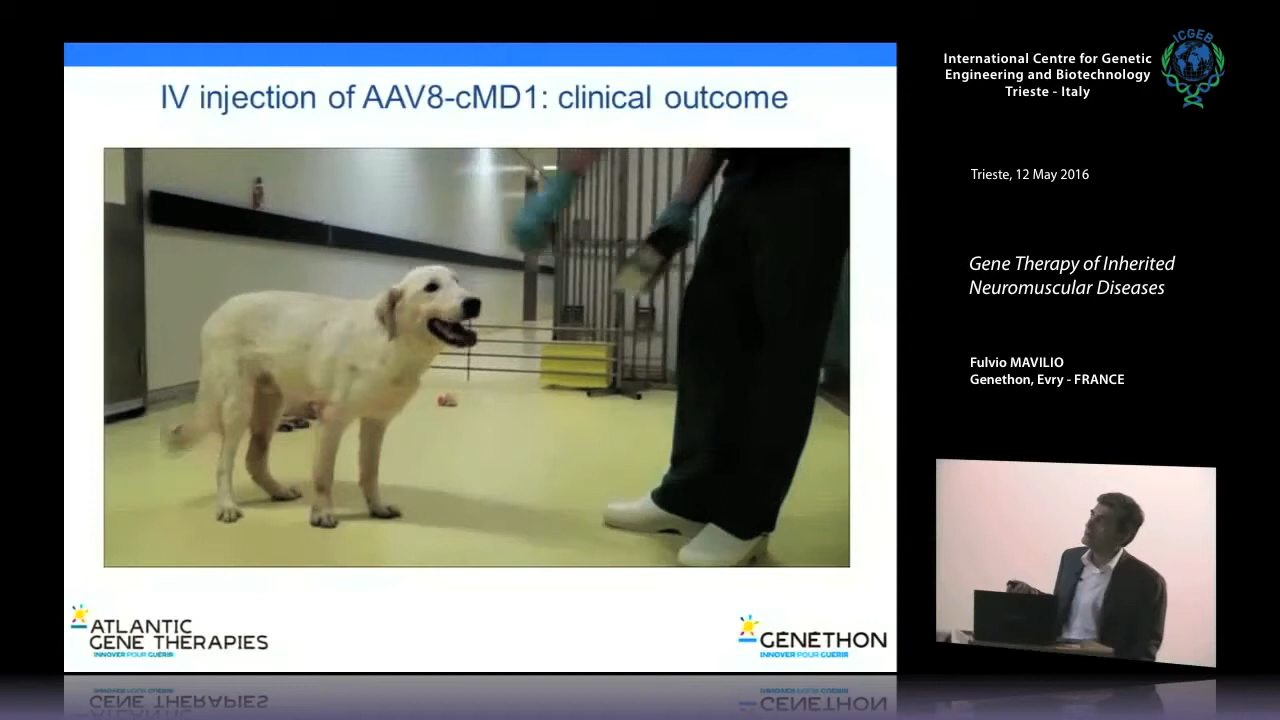 IV injection of AAV8-cMD1: clinical outcome
ATLANTIC
GENE THERAPIES
INNOVER POUR GUÉRIR
GENETHON
INNOVER POUR GUÉRIR
ICGEB
International Centre for Genetic
Engineering and Biotechnology
Trieste - Italy
Trieste, 12 May 2016
Gene Therapy of Inherited
Neuromuscular Diseases
Fulvio MAVILIO
Genethon, Evry - FRANCE